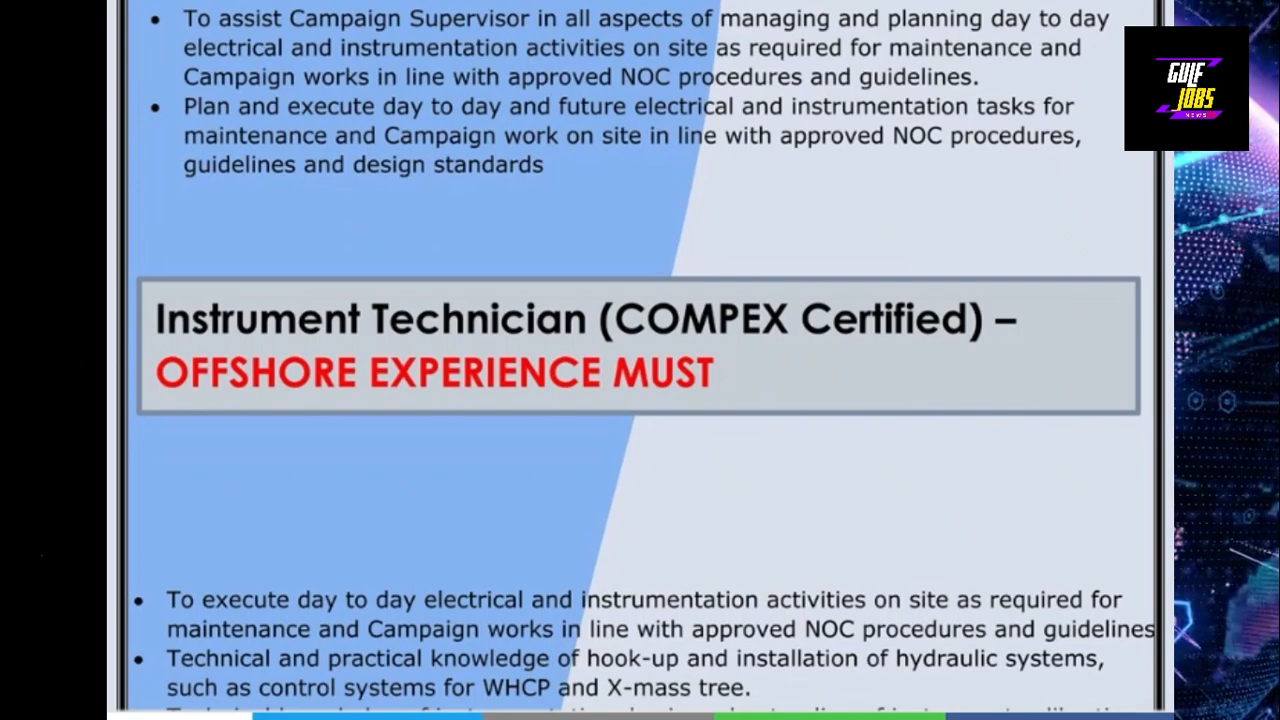 • To assist Campaign Supervisor in all aspects of managing and planning day to day
electrical and instrumentation activities on site as required for maintenance and
Campaign works in line with approved NOC procedures and guidelines.
• Plan and execute day to day and future electrical and instrumentation tasks for
maintenance and Campaign work on site in line with approved NOC procedures,
guidelines and design standards
GULF
JOBS
NEWS
Instrument Technician (COMPEX Certified) –
OFFSHORE EXPERIENCE MUST
• To execute day to day electrical and instrumentation activities on site as required for
maintenance and Campaign works in line with approved NOC procedures and guidelines
• Technical and practical knowledge of hook-up and installation of hydraulic systems,
such as control systems for WHCP and X-mass tree.